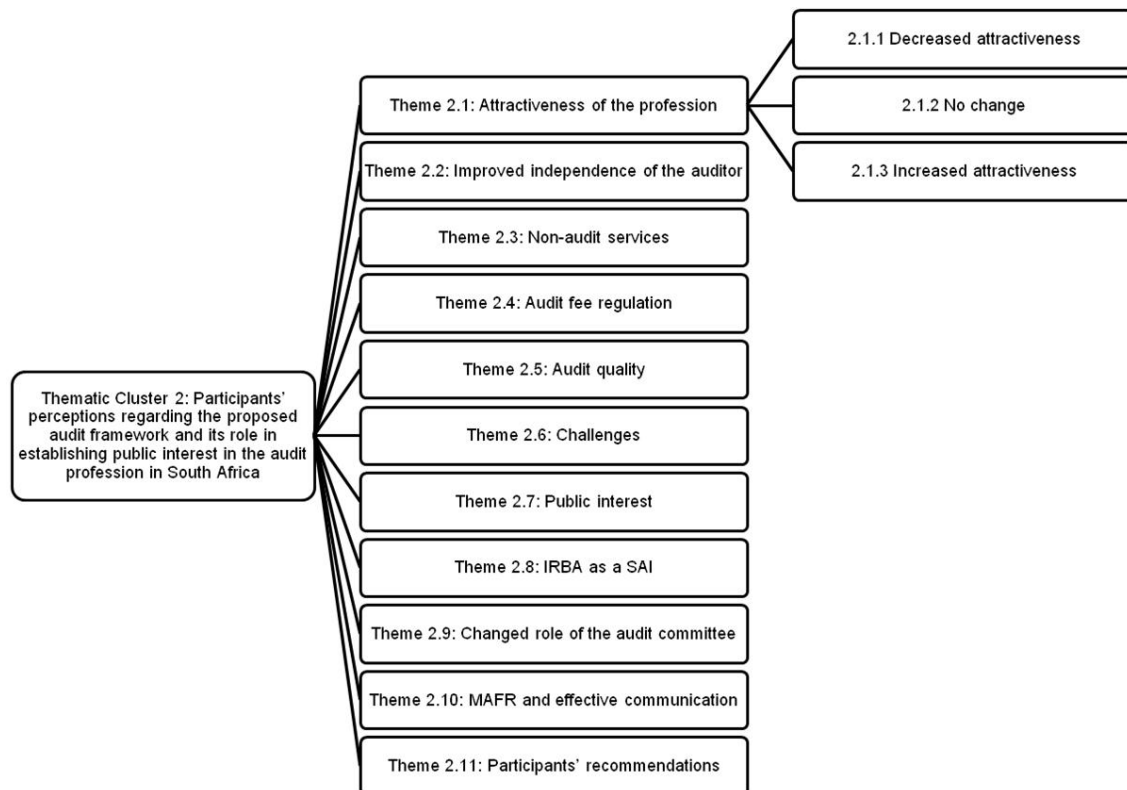 2.1.1 Decreased attractiveness
Theme 2.1: Attractiveness of the profession
2.1.2 No change
2.1.3 Increased attractiveness
Theme 2.2: Improved independence of the auditor
Theme 2.3: Non-audit services
Theme 2.4: Audit fee regulation
Theme 2.5: Audit quality
Thematic Cluster 2: Participants'
perceptions regarding the proposed
audit framework and its role in
establishing public interest in the audit
profession in South Africa
Theme 2.6: Challenges
Theme 2.7: Public interest
Theme 2.8: IRBA as a SAI
Theme 2.9: Changed role of the audit committee
Theme 2.10: MAFR and effective communication
Theme 2.11: Participants' recommendations